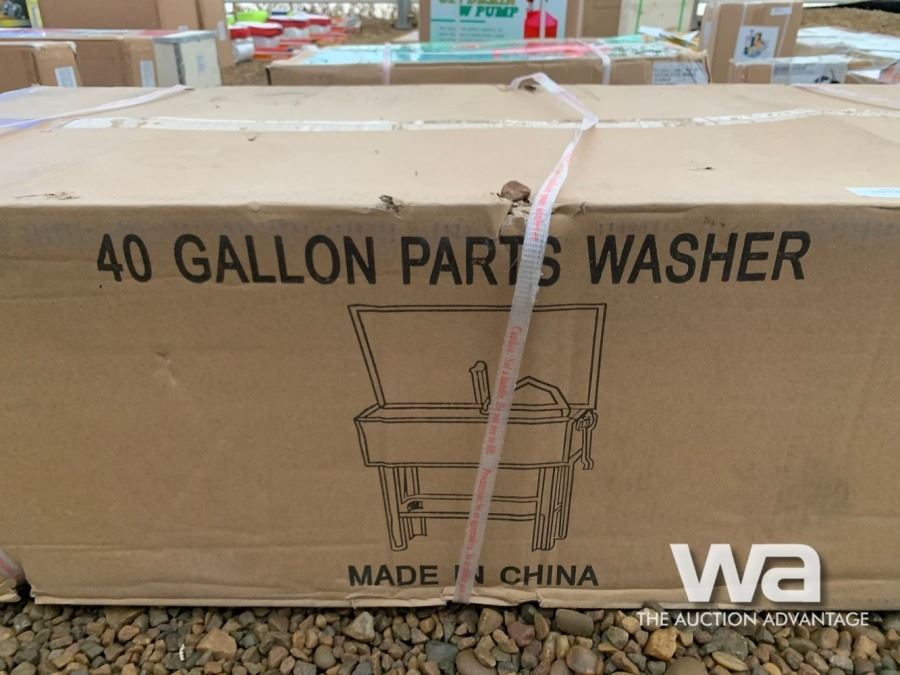 W PUMP
40 GALLON PARTS WASHER
MADE IN CHINA
wa
THE AUCTION ADVANTAGE